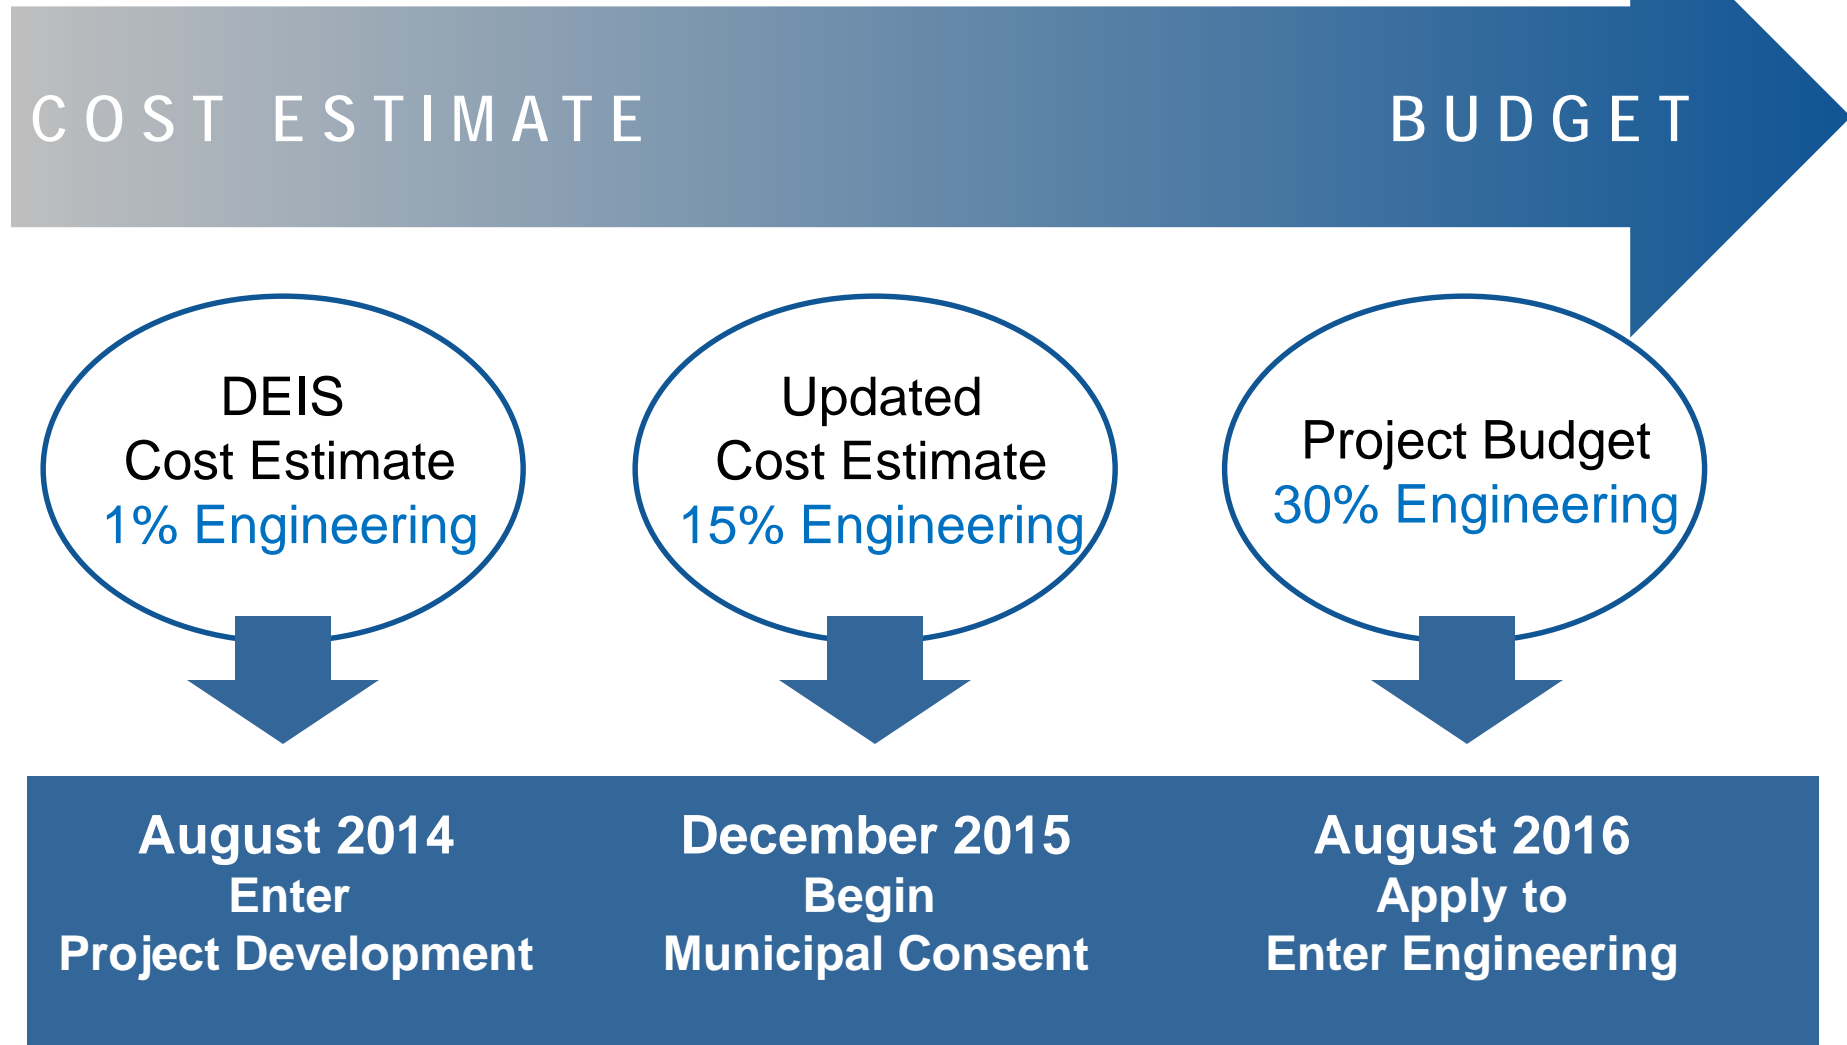 COST ESTIMATE
BUDGET
DEIS
Cost Estimate
1% Engineering
Updated
Cost Estimate
15% Engineering
Project Budget
30% Engineering
August 2014
Enter
Project Development
December 2015
Begin
Municipal Consent
August 2016
Apply to
Enter Engineering